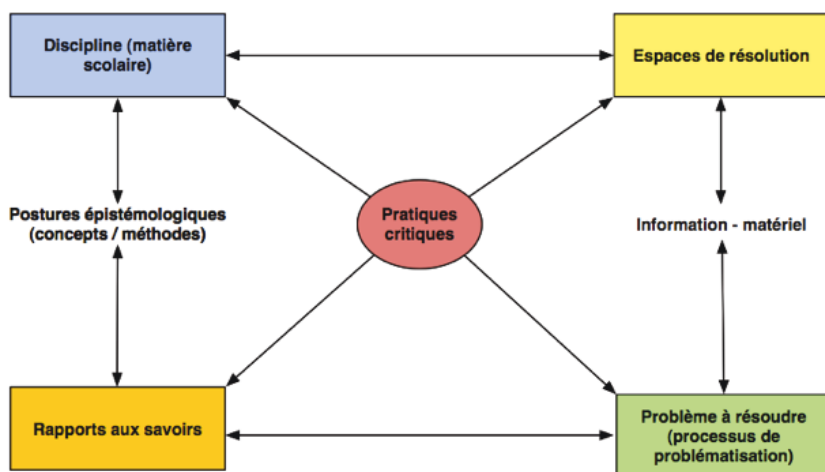 Discipline (matière
scolaire)
Espaces de résolution
Postures épistémologiques
(concepts / méthodes)
Pratiques
critiques
Information - matériel
Rapports aux savoirs
Problème à résoudre
(processus de
problématisation)